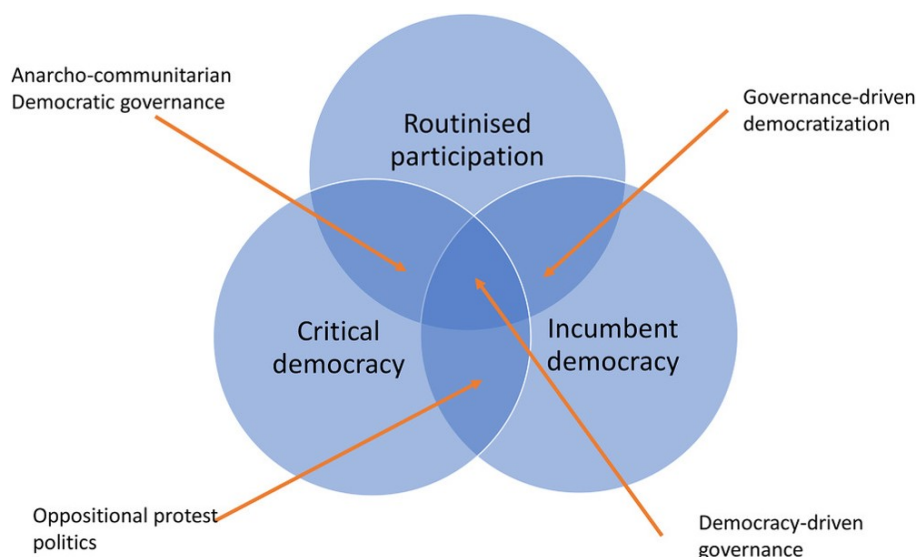 Anarcho-communitarian
Democratic governance
Governance-driven
democratization
Routinised
participation
Critical
democracy
Incumbent
democracy
Oppositional protest
politics
Democracy-driven
governance